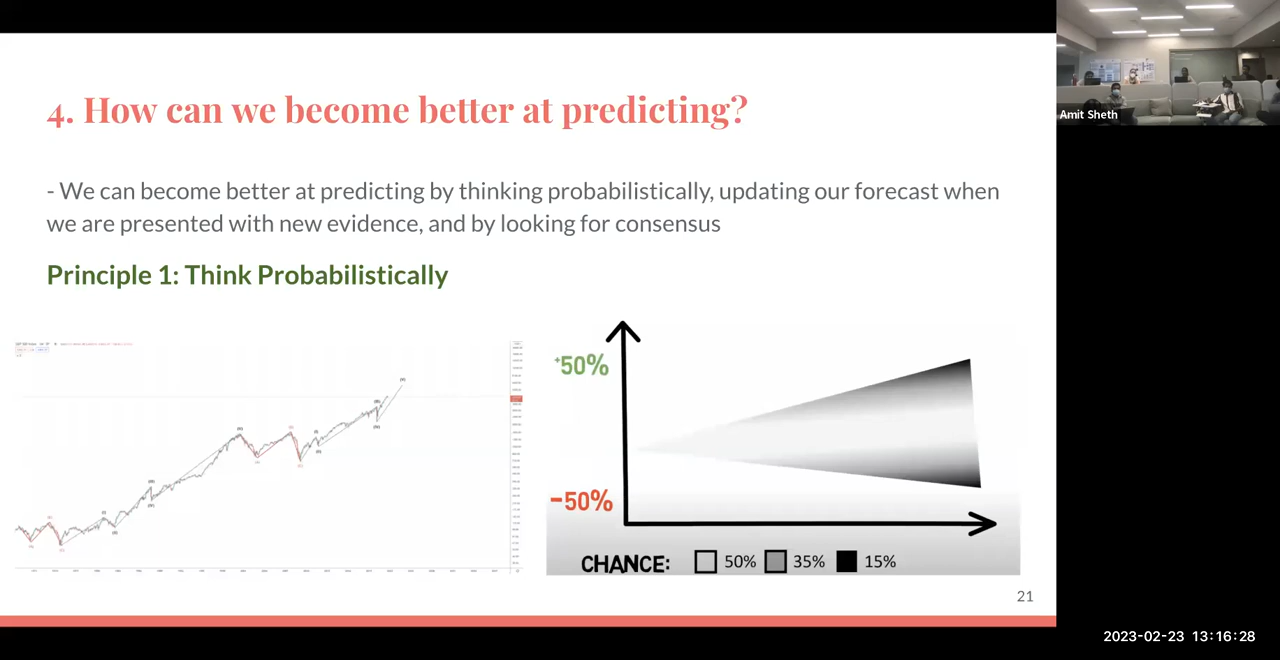 4. How can we become better at predicting?
- We can become better at predicting by thinking probabilistically, updating our forecast when
we are presented with new evidence, and by looking for consensus
Principle 1: Think Probabilistically
+50%
-50%
CHANCE: 50% 35% 15%
21
Amit Sheth
2023-02-23 13:16:28